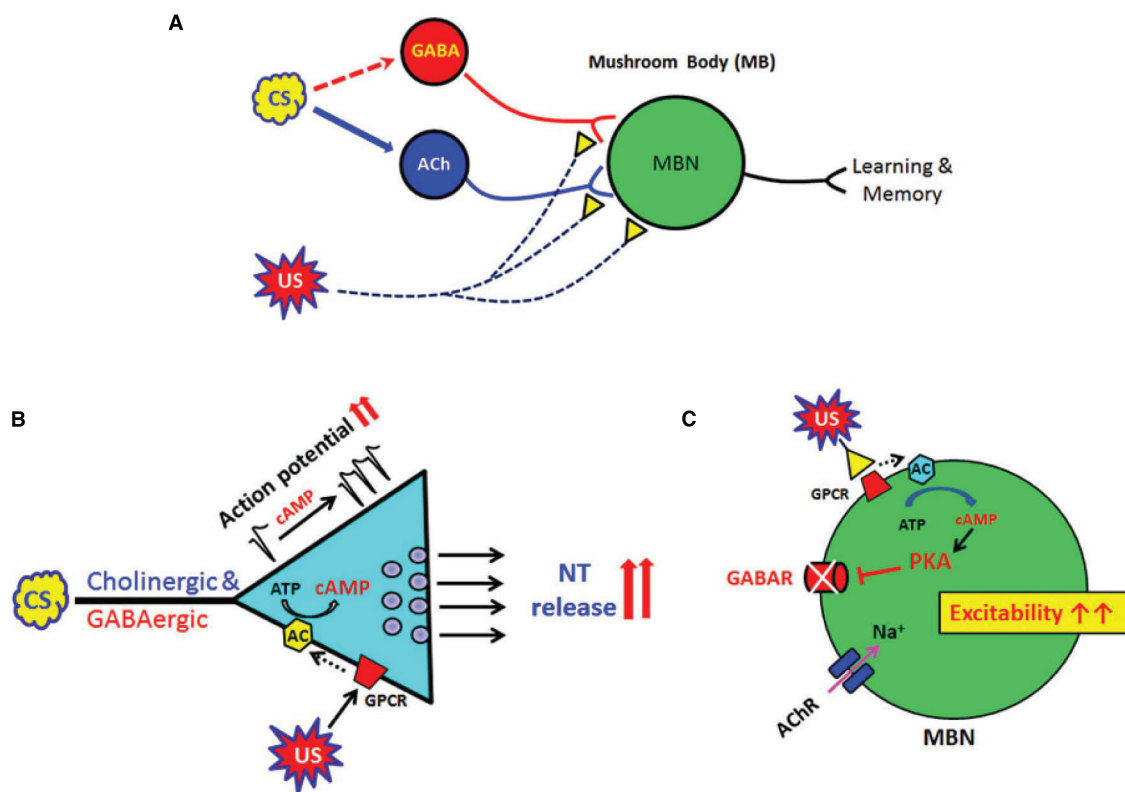 A
GABA
Mushroom Body (MB)
CS
ACh
MBN
Learning &
Memory
US
B
Action potential
cAMP
CS
Cholinergic &
GABAergic
ATP
cAMP
AC
GPCR
US
NT
release
C
US
AC
GPCR
ATP
cAMP
PKA
GABAR
Excitability ↑↑
Na⁺
AChR
MBN